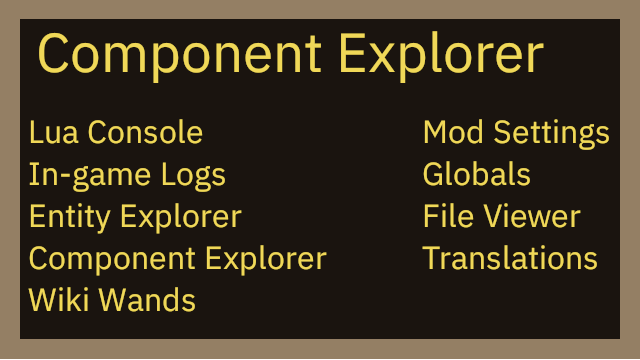 Component Explorer
Lua Console
In-game Logs
Entity Explorer
Component Explorer
Wiki Wands
Mod Settings
Globals
File Viewer
Translations